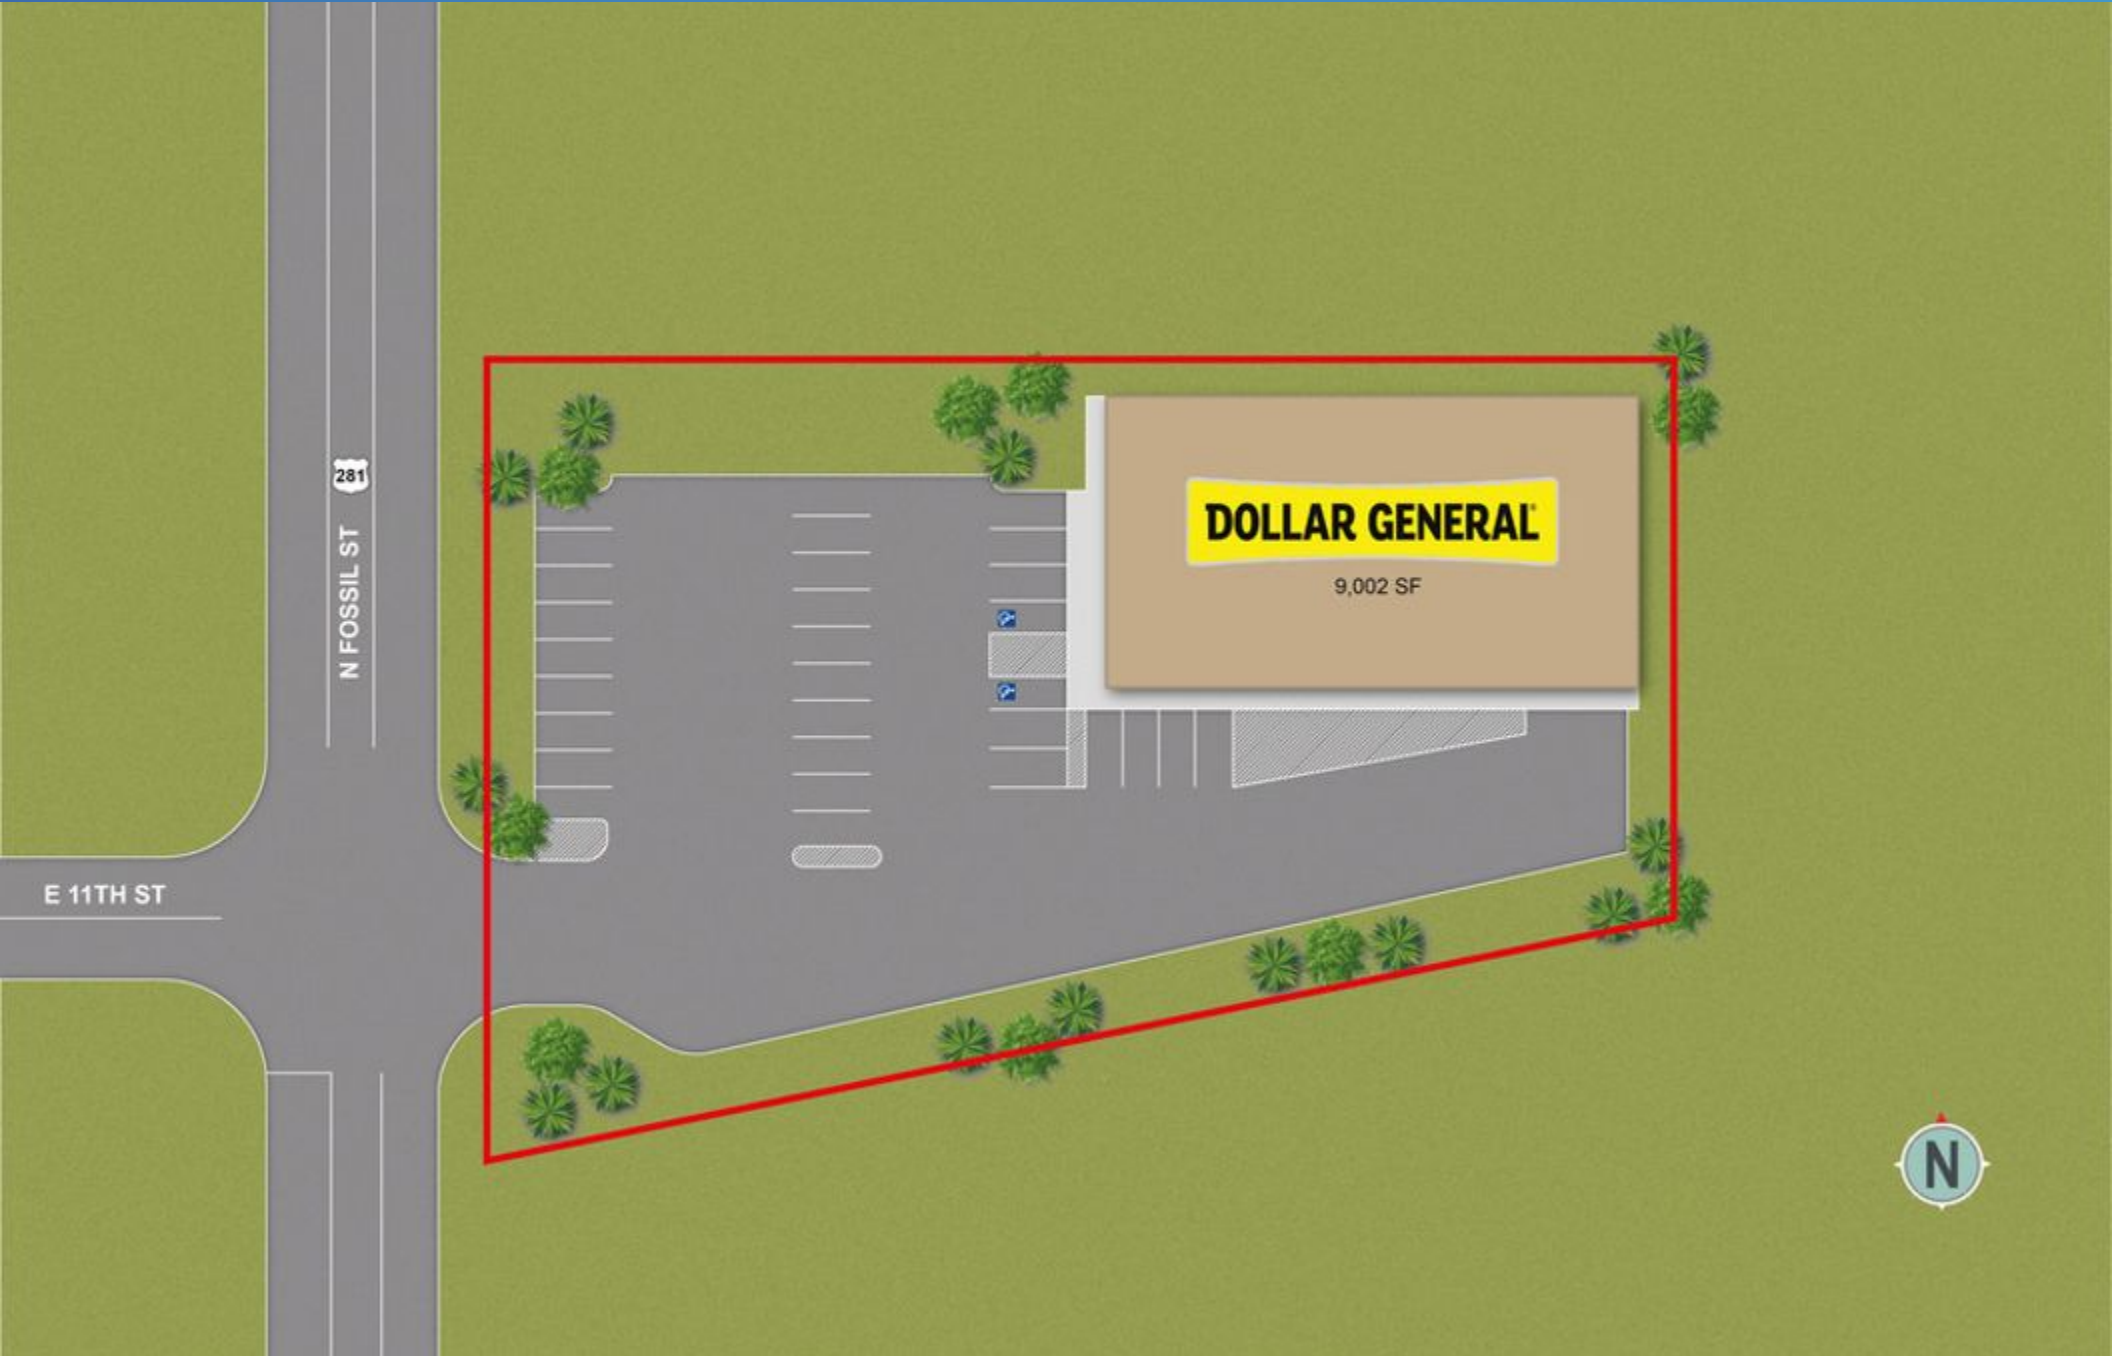 281
N FOSSIL ST
DOLLAR GENERAL®
9,002 SF
E 11TH ST
N